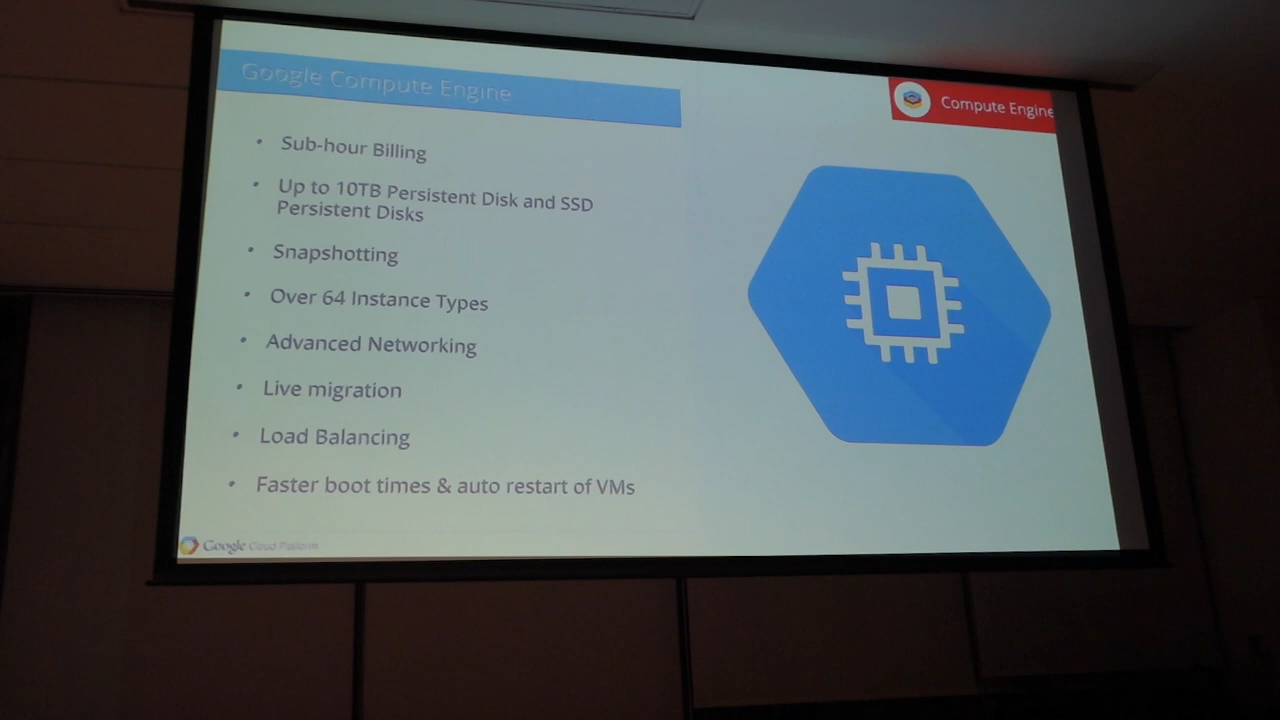 Google Compute Engine
Compute Engine
• Sub-hour Billing
• Up to 10TB Persistent Disk and SSD
Persistent Disks
• Snapshotting
• Over 64 Instance Types
• Advanced Networking
• Live migration
• Load Balancing
• Faster boot times & auto restart of VMs
Google Cloud Platform